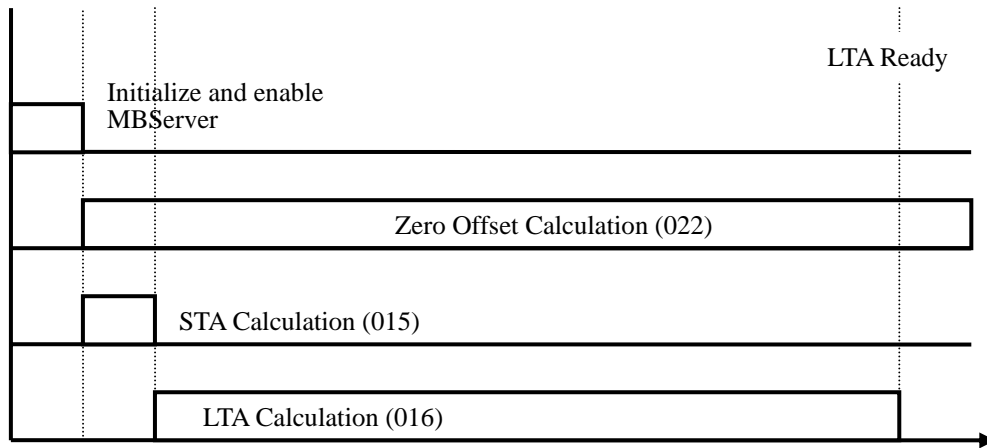 LTA Ready
Initialize and enable
MBServer
Zero Offset Calculation (022)
STA Calculation (015)
LTA Calculation (016)